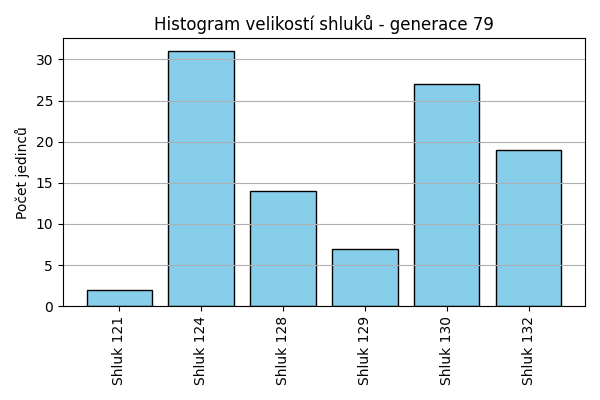 Histogram velikostí shluků - generace 79
Počet jedinců
30
25
20
15
10
5
0
Shluk 121
Shluk 124
Shluk 128
Shluk 129
Shluk 130
Shluk 132